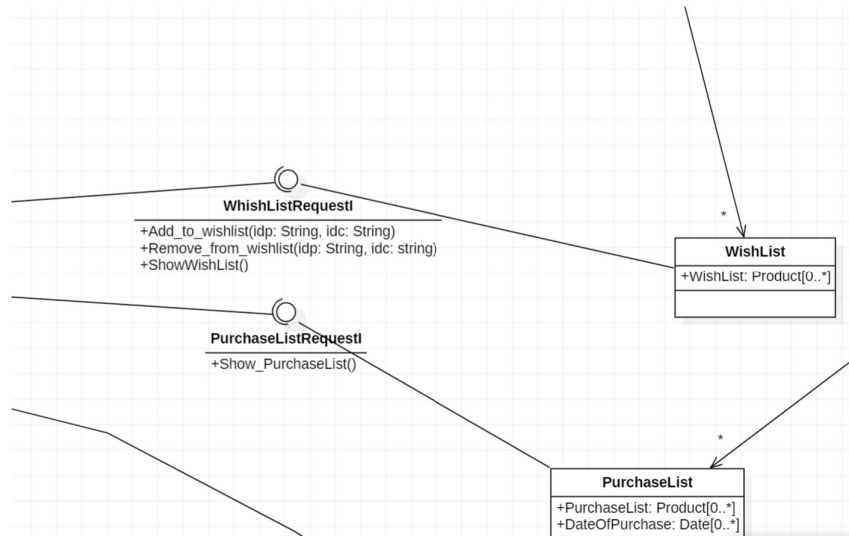 WhishListRequestI
+Add_to_wishlist(idp: String, idc: String)
+Remove_from_wishlist(idp: String, idc: string)
+ShowWishList()
*
WishList
+WishList: Product[0..*]
PurchaseListRequestI
+Show_PurchaseList()
*
PurchaseList
+PurchaseList: Product[0..*]
+DateOfPurchase: Date[0..*]